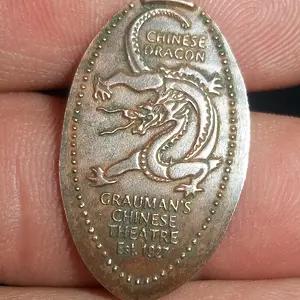 CHINESE
DRAGON
GRAUMAN'S
CHINESE
THEATRE
Est. 1927